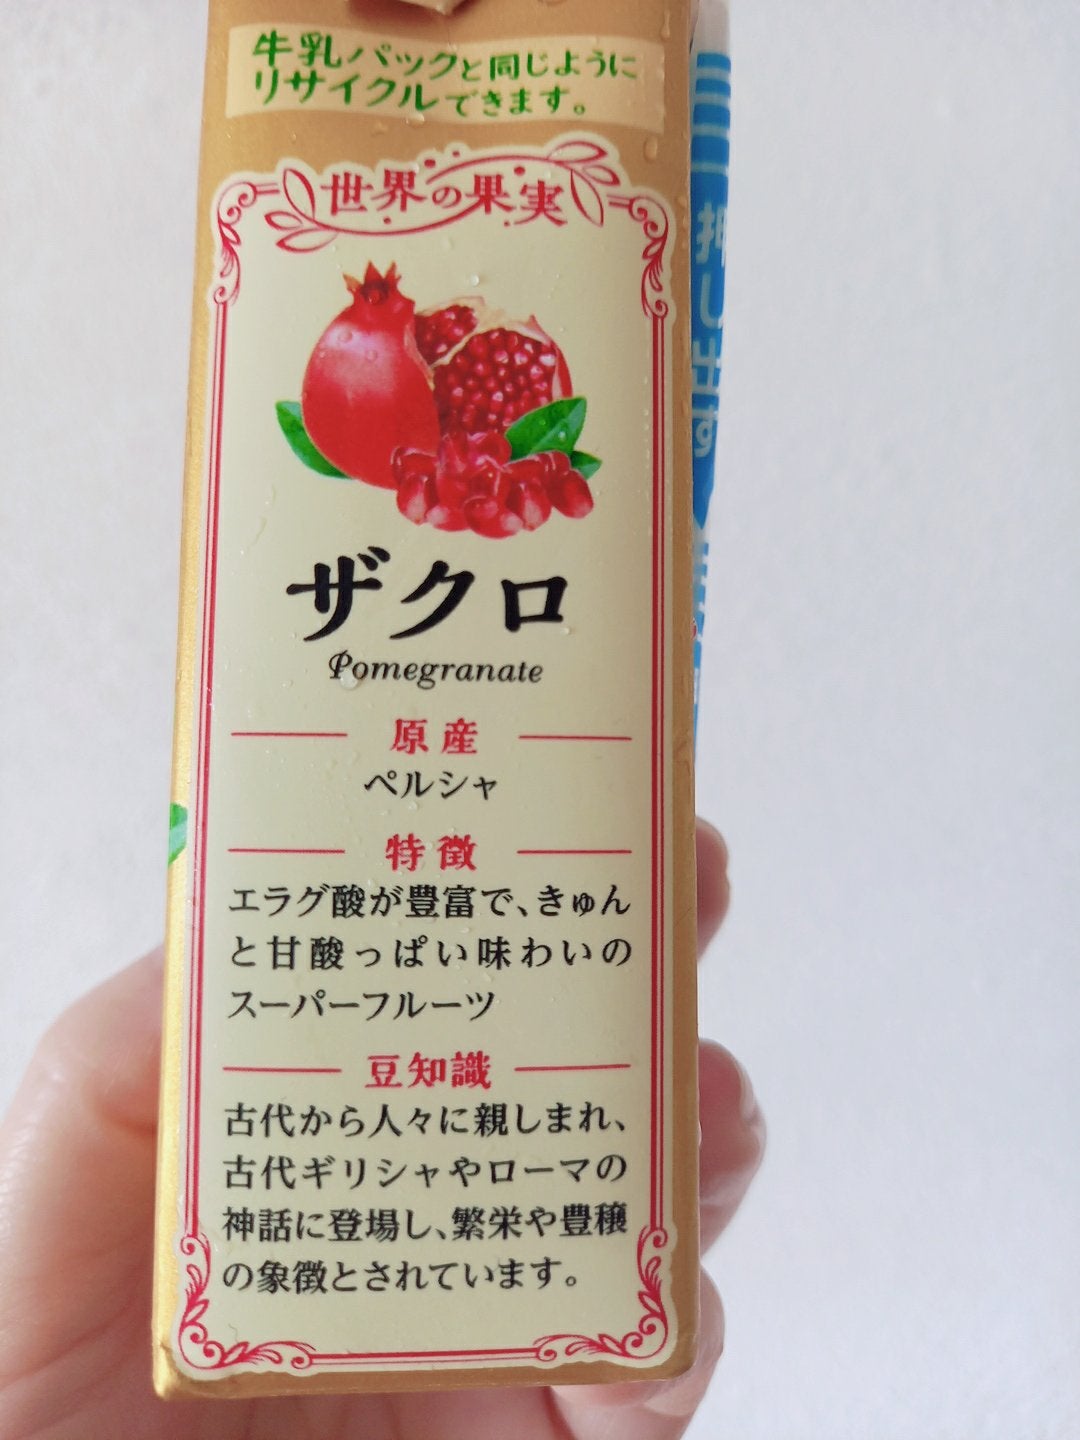 牛乳パックと同じように
リサイクルできます。
世界の果実
ザクロ
Pomegranate
原産
ペルシャ
特徴
エラグ酸が豊富で、きゅん
と甘酸っぱい味わいの
スーパーフルーツ
豆知識
古代から人々に親しまれ、
古代ギリシャやローマの
神話に登場し、繁栄や豊穣
の象徴とされています。
押し出す